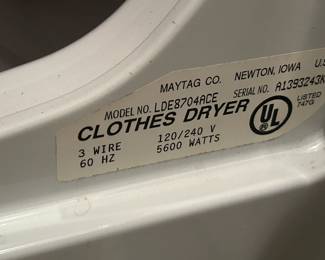 MAYTAG CO. NEWTON, IOWA U.S
MODEL NO. LDE8704ACE SERIAL NO. A1393243K
CLOTHES DRYER
3 WIRE 120/240 V
60 HZ 5600 WATTS
UL
LISTED
747G